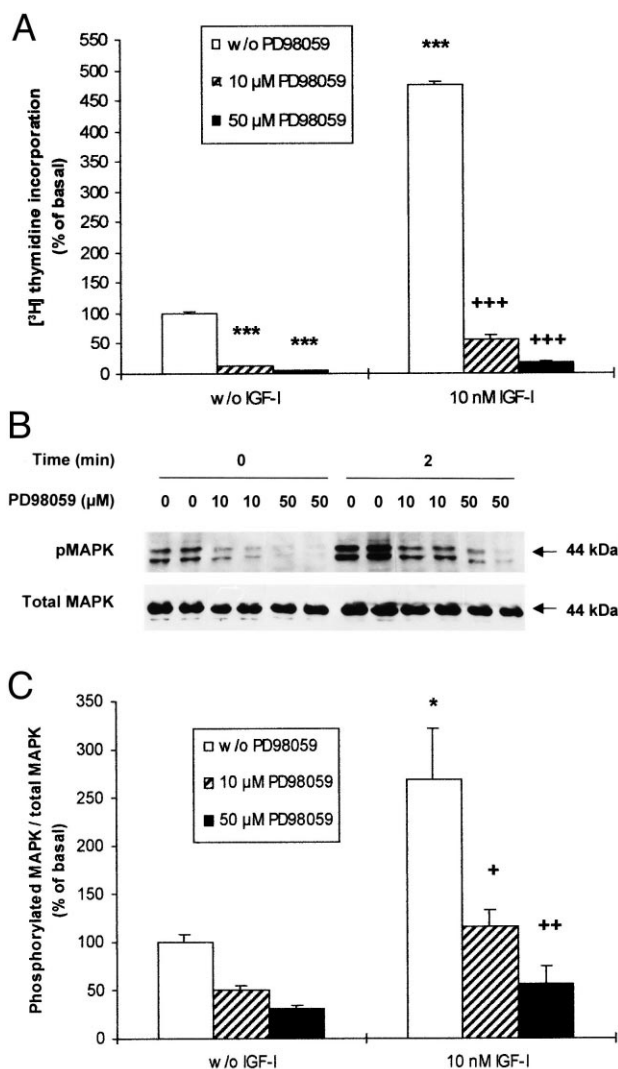 A
[³H] thymidine incorporation
(% of basal)
550
500
450
400
350
300
250
200
150
100
50
0
w/o PD98059
10 µM PD98059
50 µM PD98059
***
***
***
+++
+++
w/o IGF-I
10 nM IGF-I
B
Time (min) 0 2
PD98059 (µM) 0 0 10 10 50 50 0 0 10 10 50 50
pMAPK 44 kDa
Total MAPK 44 kDa
C
Phosphorylated MAPK / total MAPK
(% of basal)
350
300
250
200
150
100
50
0
w/o PD98059
10 µM PD98059
50 µM PD98059
*
+
++
w/o IGF-I
10 nM IGF-I